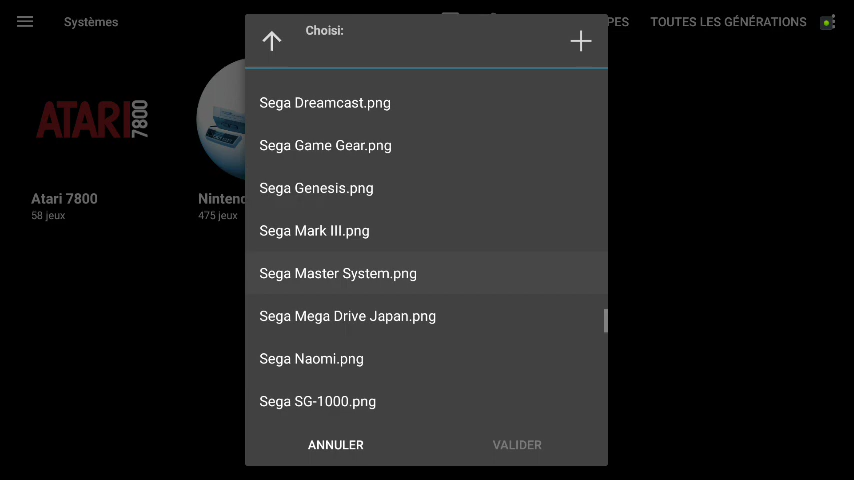 Systèmes
PES
TOUTES LES GÉNÉRATIONS
Choisi:
Sega Dreamcast.png
Sega Game Gear.png
Sega Genesis.png
Sega Mark III.png
Sega Master System.png
Sega Mega Drive Japan.png
Sega Naomi.png
Sega SG-1000.png
ANNULER
VALIDER
ATARI 7800
Atari 7800
58 jeux
Ninten
475 jeux